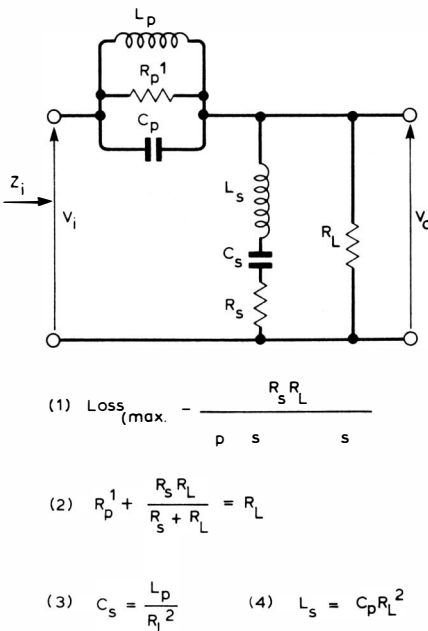 Lp
Rp¹
Cp
Zi
Vi
Ls
Cs
Rs
RL
(1) Loss(max. - RsRL
p s s
(2) Rp¹ + RsRL / Rs + RL = RL
(3) Cs = Lp / RL²
(4) Ls = CpRL²